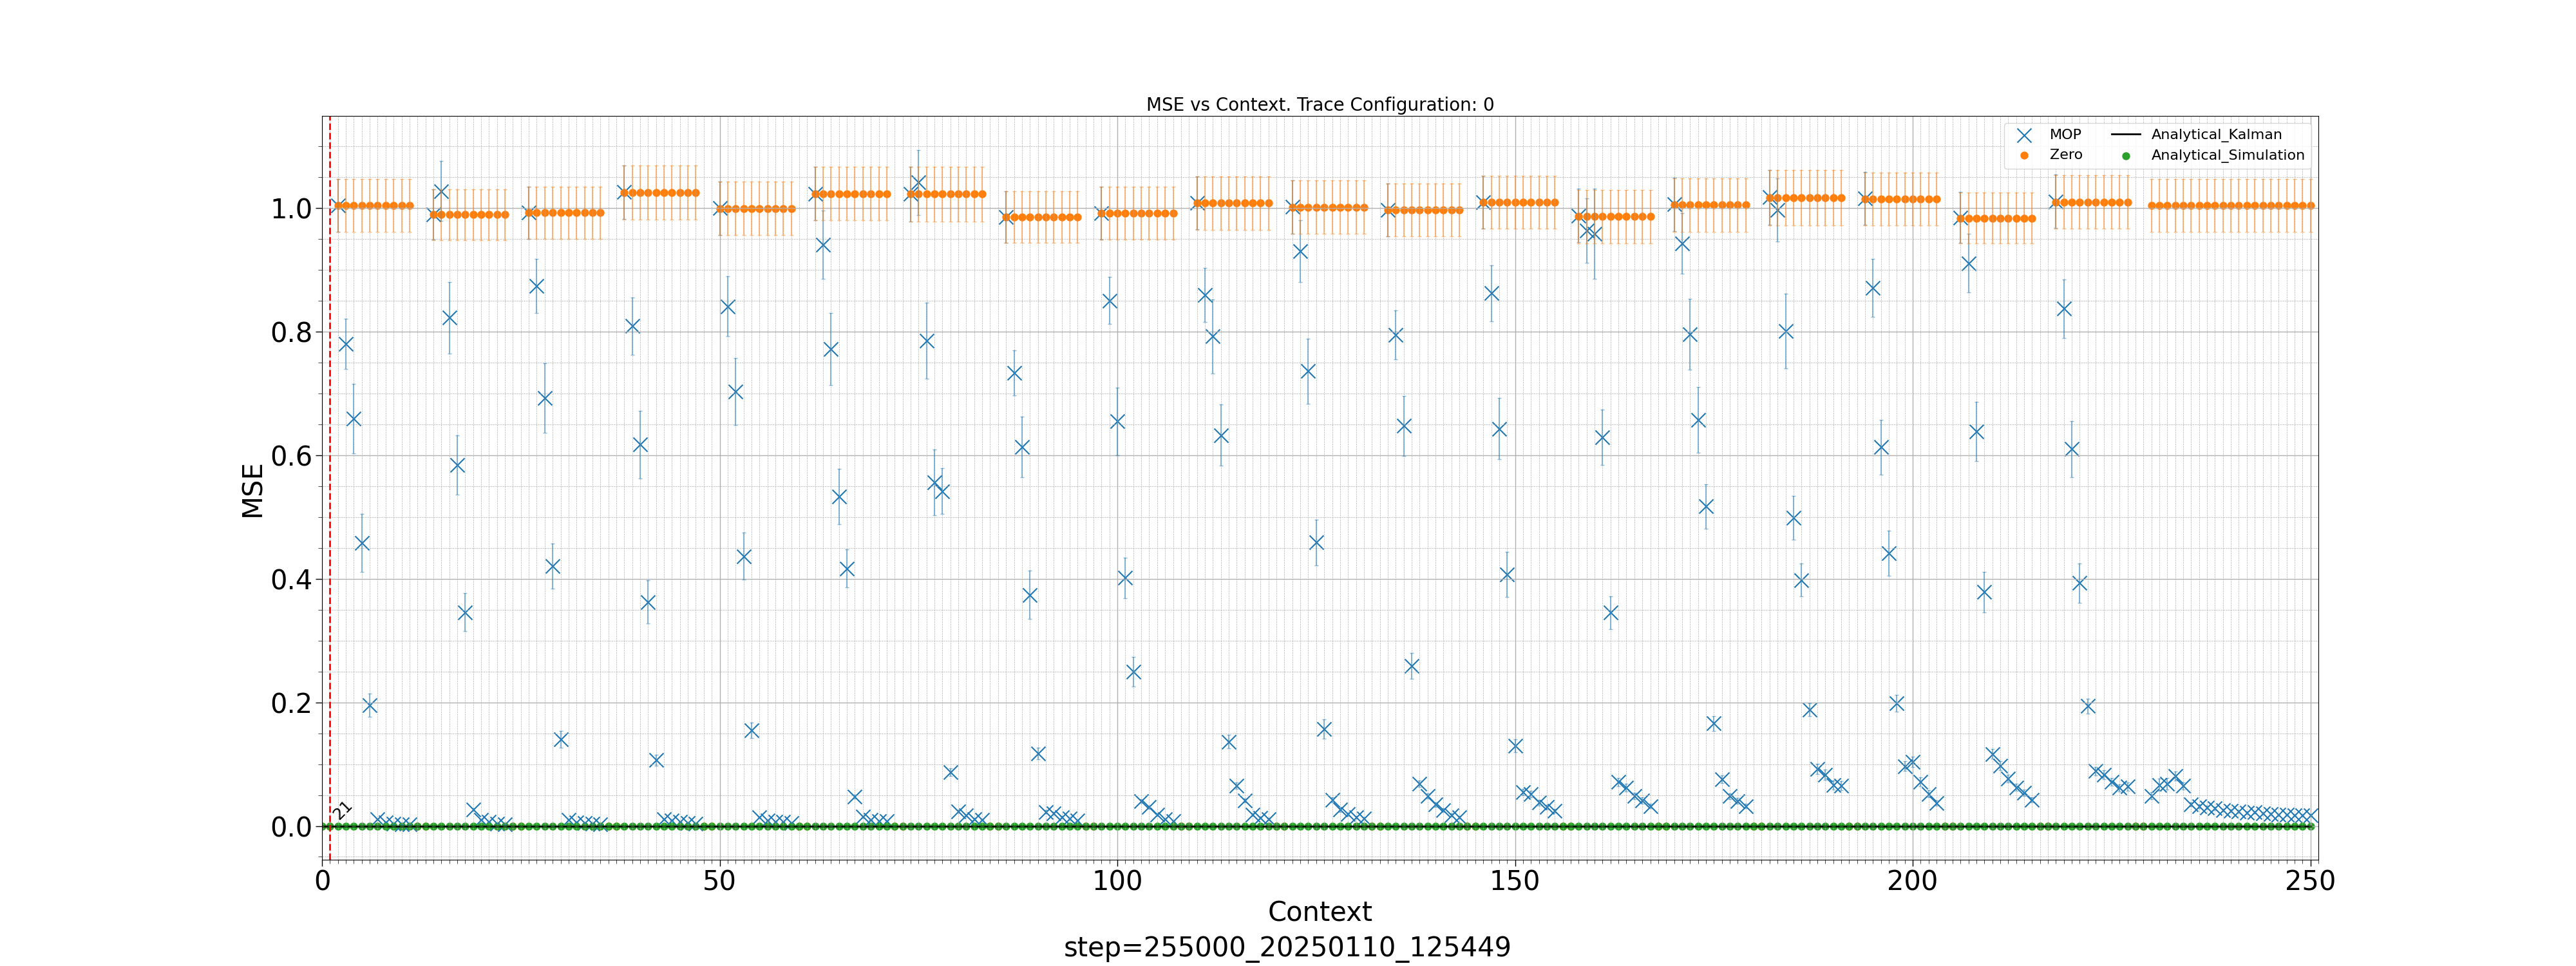 MSE vs Context. Trace Configuration: 0
MOP
Zero
Analytical_Kalman
Analytical_Simulation
MSE
1.0
0.8
0.6
0.4
0.2
0.0
21
0 50 100 150 200 250
Context
step=255000_20250110_125449